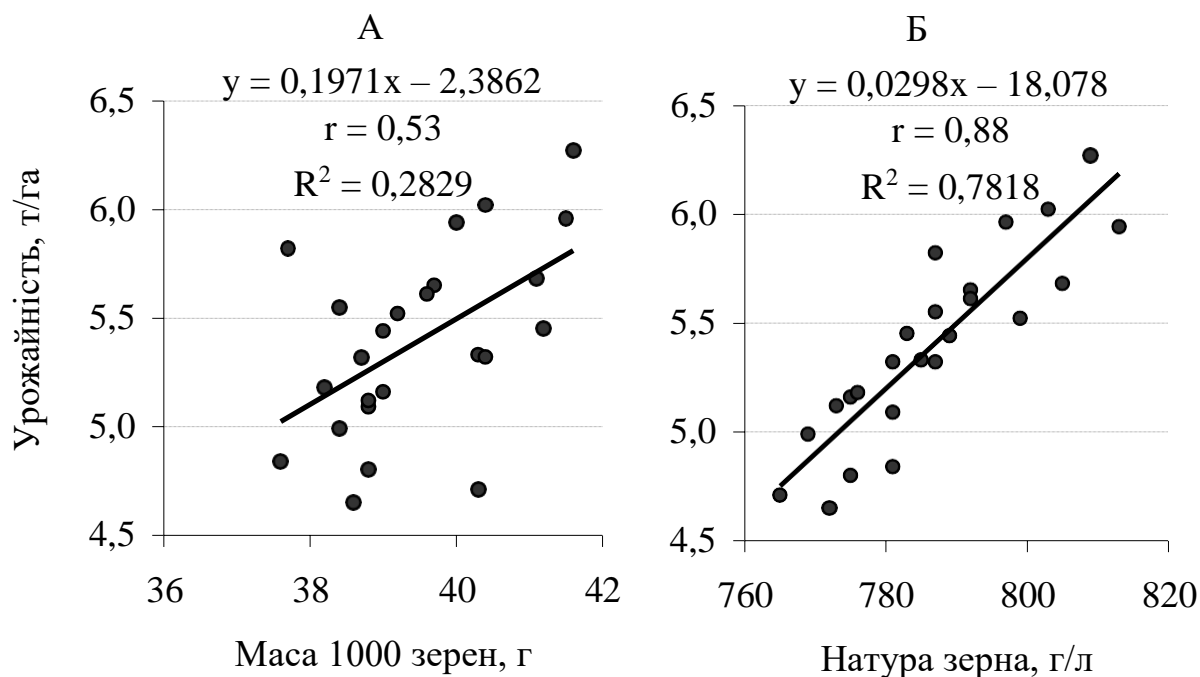 А
y = 0,1971x – 2,3862
r = 0,53
R² = 0,2829
Урожайність, т/га
6,5
6,0
5,5
5,0
4,5
36 38 40 42
Маса 1000 зерен, г
Б
y = 0,0298x – 18,078
r = 0,88
R² = 0,7818
6,5
6,0
5,5
5,0
4,5
760 780 800 820
Натура зерна, г/л